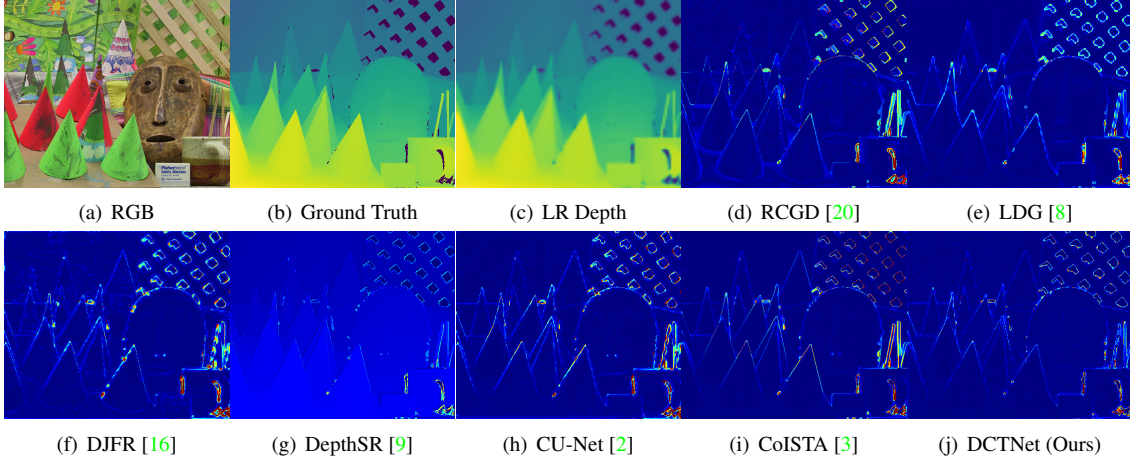 (a) RGB
(b) Ground Truth
(c) LR Depth
(d) RCGD [20]
(e) LDG [8]
(f) DJFR [16]
(g) DepthSR [9]
(h) CU-Net [2]
(i) CoISTA [3]
(j) DCTNet (Ours)